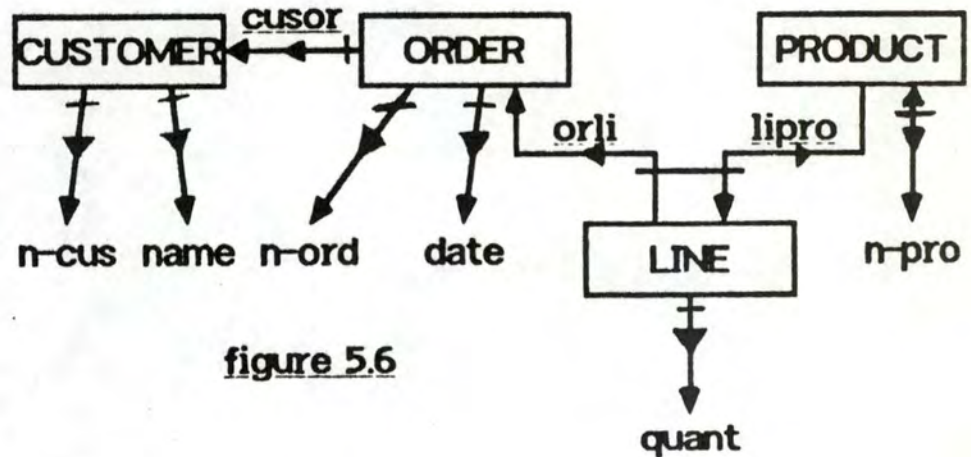 cusor
CUSTOMER ORDER PRODUCT
orli lipro
n-cus name n-ord date LINE n-pro
figure 5.6
quant